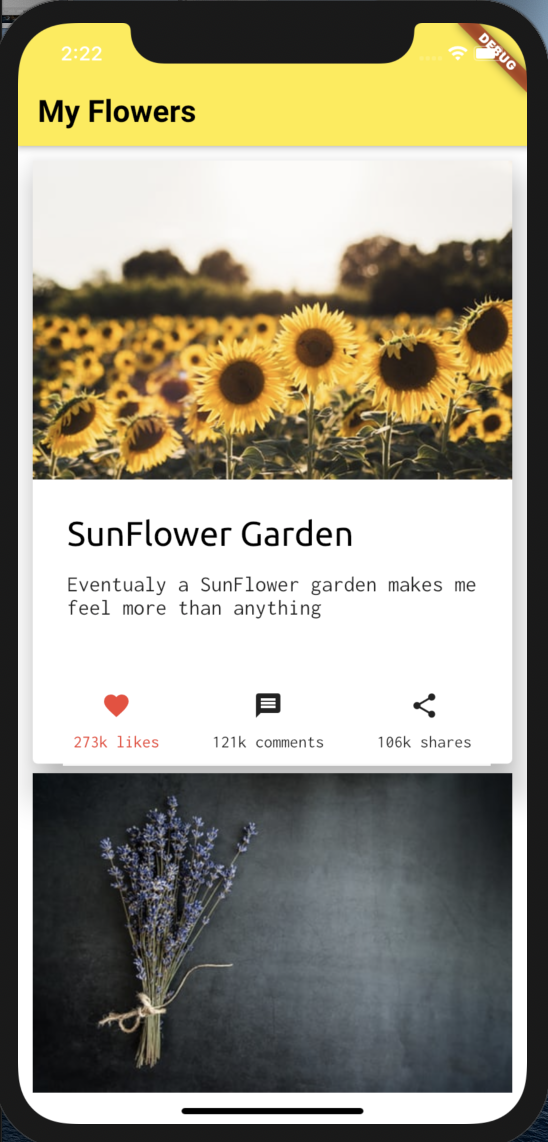 2:22
DEBUG
My Flowers
SunFlower Garden
Eventualy a SunFlower garden makes me
feel more than anything
273k likes 121k comments 106k shares